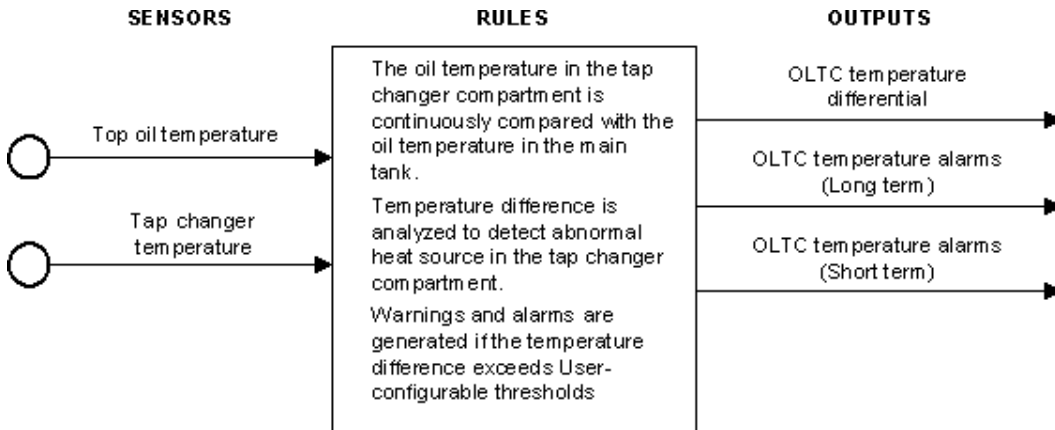 SENSORS
RULES
OUTPUTS
Top oil temperature
Tap changer
temperature
The oil temperature in the tap
changer compartment is
continuously compared with the
oil temperature in the main
tank.
Temperature difference is
analyzed to detect abnormal
heat source in the tap changer
compartment.
Warnings and alarms are
generated if the temperature
difference exceeds User-
configurable thresholds
OLTC temperature
differential
OLTC temperature alarms
(Long term)
OLTC temperature alarms
(Short term)